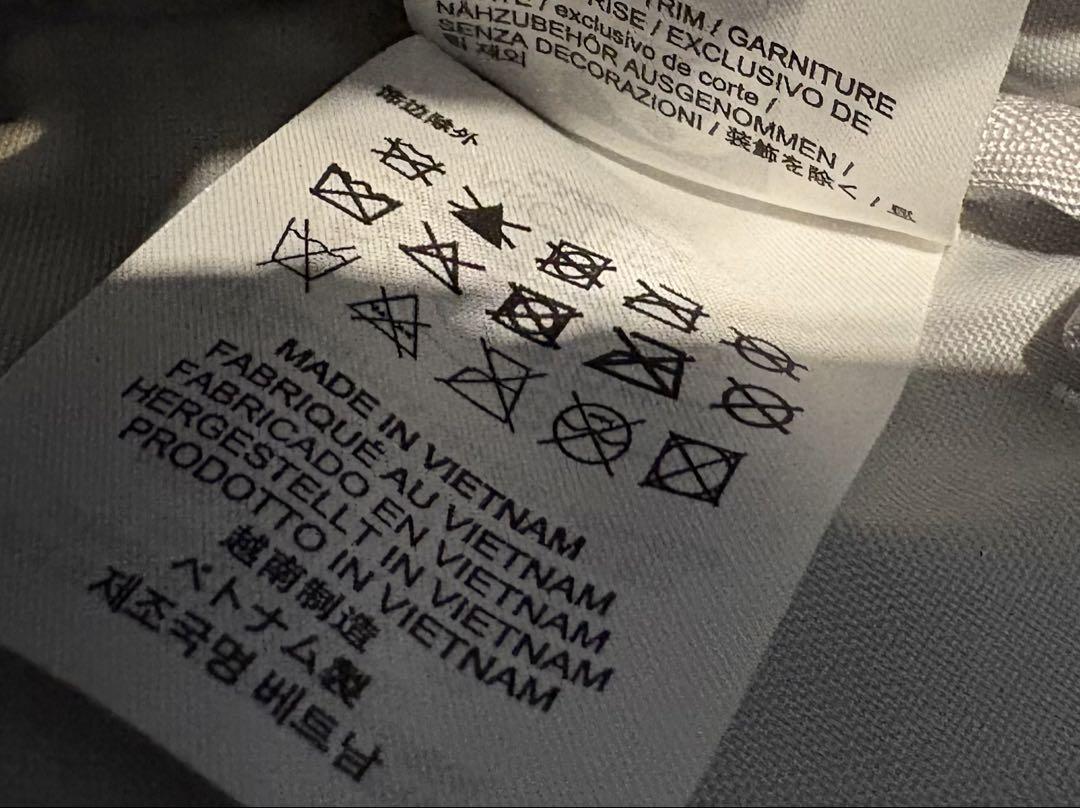 TRIM / GARNITURE
RISE / EXCLUSIVO DE
/ exclusivo de corte /
NÄHZUBEHÖR AUSGENOMMEN /
SENZA DECORAZIONI / 装飾を除く /
제외
除外
MADE IN VIETNAM
FABRIQUÉ AU VIETNAM
FABRICADO EN VIETNAM
HERGESTELLT IN VIETNAM
PRODOTTO IN VIETNAM
越南制造
ベトナム製
제조국명 베트남